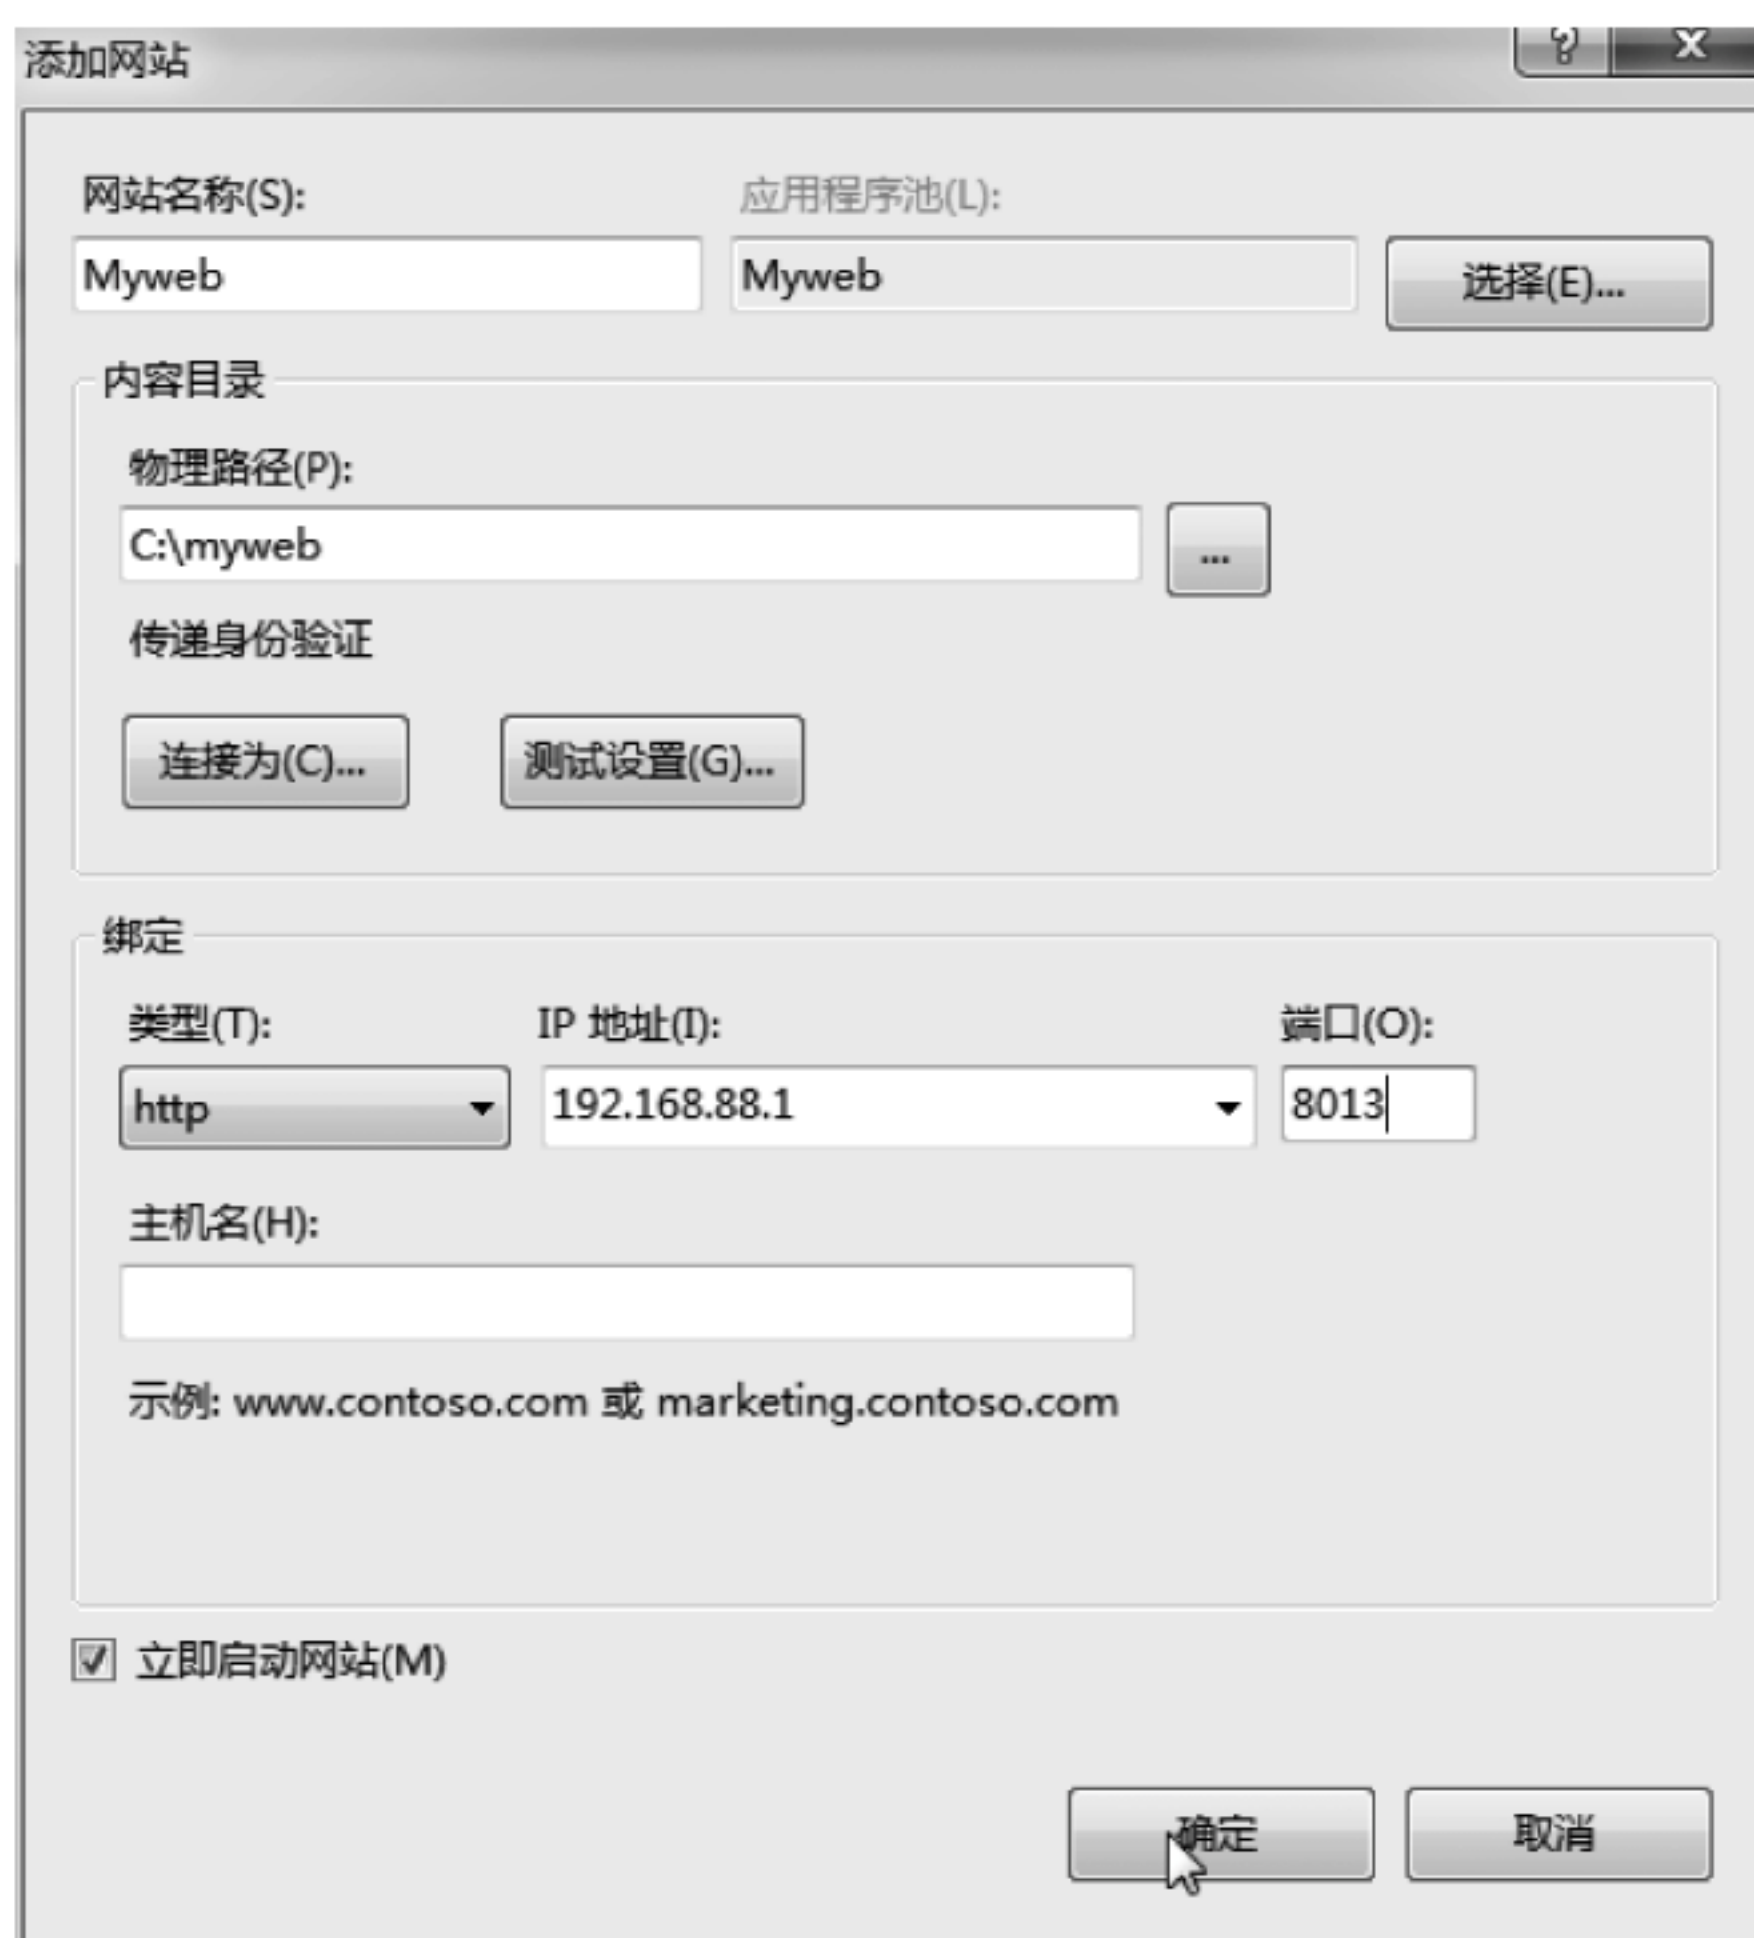 添加网站
网站名称(S): 应用程序池(L):
Myweb Myweb 选择(E)...
内容目录
物理路径(P):
C:\myweb ...
传递身份验证
连接为(C)... 测试设置(G)...
绑定
类型(T): IP 地址(I): 端口(O):
http 192.168.88.1 8013
主机名(H):
示例: www.contoso.com 或 marketing.contoso.com
立即启动网站(M)
确定 取消